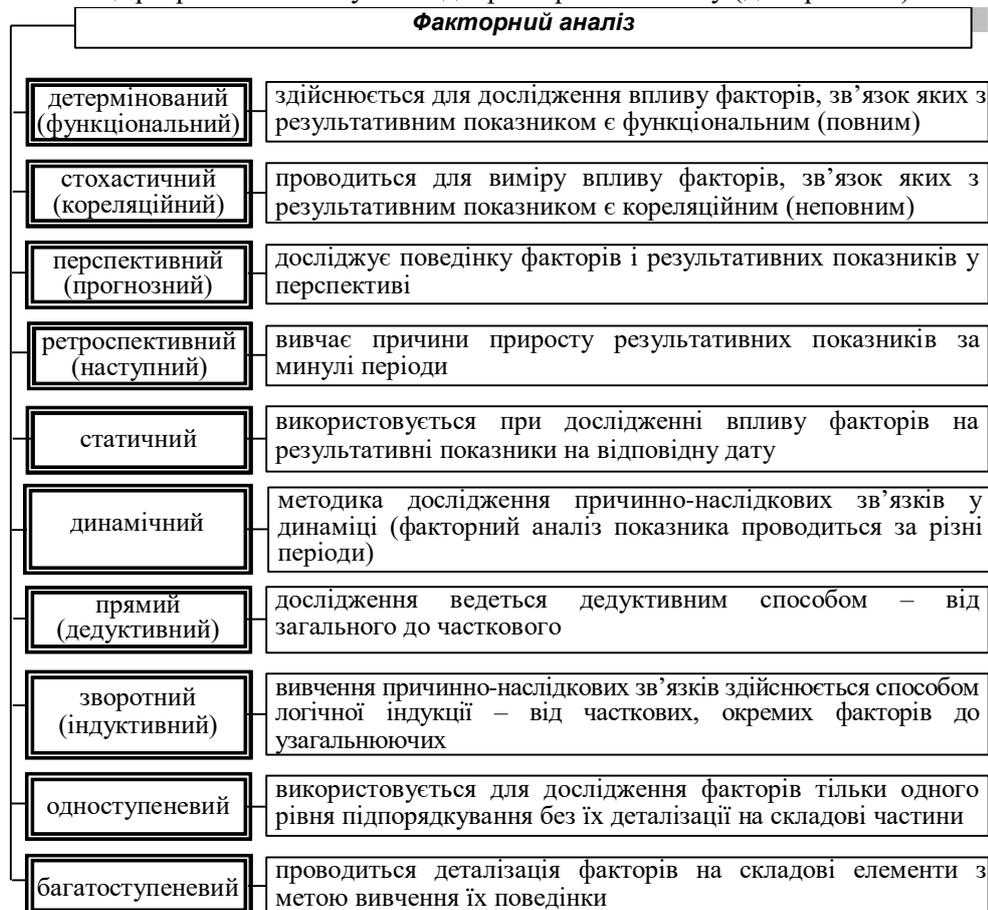 Факторний аналіз
детермінований
(функціональний)
здійснюється для дослідження впливу факторів, зв’язок яких з
результативним показником є функціональним (повним)
стохастичний
(кореляційний)
проводиться для виміру впливу факторів, зв’язок яких з
результативним показником є кореляційним (неповним)
перспективний
(прогнозний)
досліджує поведінку факторів і результативних показників у
перспективі
ретроспективний
(наступний)
вивчає причини приросту результативних показників за
минулі періоди
статичний
використовується при дослідженні впливу факторів на
результативні показники на відповідну дату
динамічний
методика дослідження причинно-наслідкових зв’язків у
динаміці (факторний аналіз показника проводиться за різні
періоди)
прямий
(дедуктивний)
дослідження ведеться дедуктивним способом – від
загального до часткового
зворотний
(індуктивний)
вивчення причинно-наслідкових зв’язків здійснюється способом
логічної індукції – від часткових, окремих факторів до
узагальнюючих
одноступеневий
використовується для дослідження факторів тільки одного
рівня підпорядкування без їх деталізації на складові частини
багатоступеневий
проводиться деталізація факторів на складові елементи з
метою вивчення їх поведінки